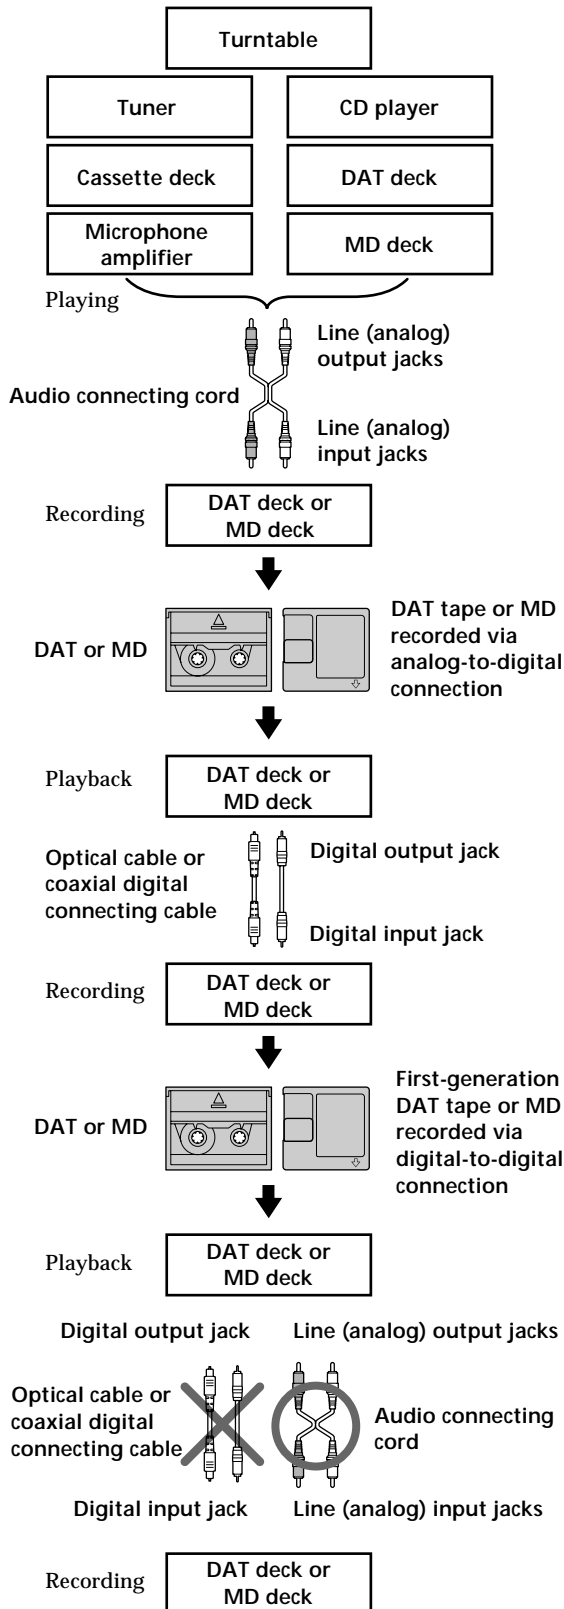 Turntable
Tuner
CD player
Cassette deck
DAT deck
Microphone
amplifier
MD deck
Playing
Line (analog)
output jacks
Audio connecting cord
Line (analog)
input jacks
Recording
DAT deck or
MD deck
DAT or MD
DAT tape or MD
recorded via
analog-to-digital
connection
Playback
DAT deck or
MD deck
Optical cable or
coaxial digital
connecting cable
Digital output jack
Digital input jack
Recording
DAT deck or
MD deck
DAT or MD
First-generation
DAT tape or MD
recorded via
digital-to-digital
connection
Playback
DAT deck or
MD deck
Digital output jack
Line (analog) output jacks
Optical cable or
coaxial digital
connecting cable
Audio connecting
cord
Digital input jack
Line (analog) input jacks
Recording
DAT deck or
MD deck